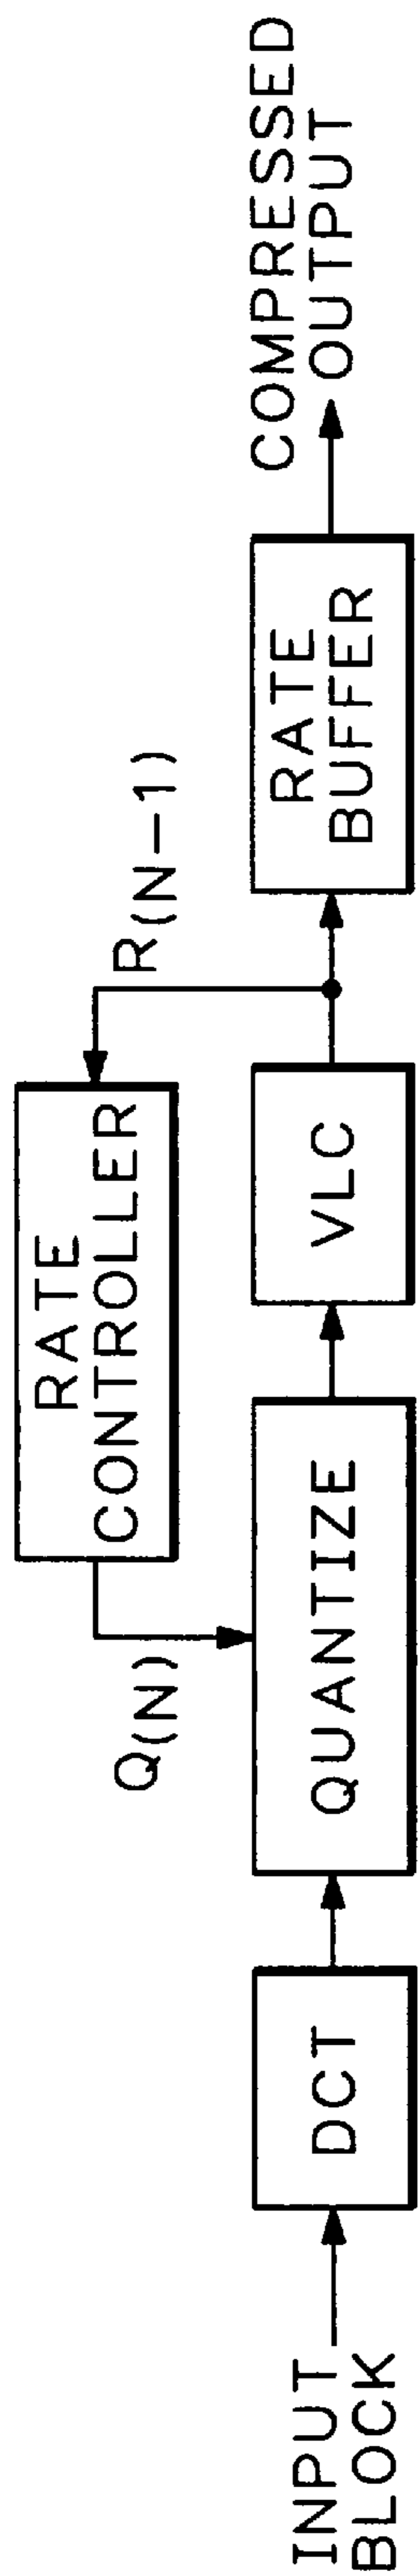 INPUT
BLOCK
DCT
QUANTIZE
Q(N)
RATE
CONTROLLER
R(N−1)
VLC
RATE
BUFFER
COMPRESSED
OUTPUT